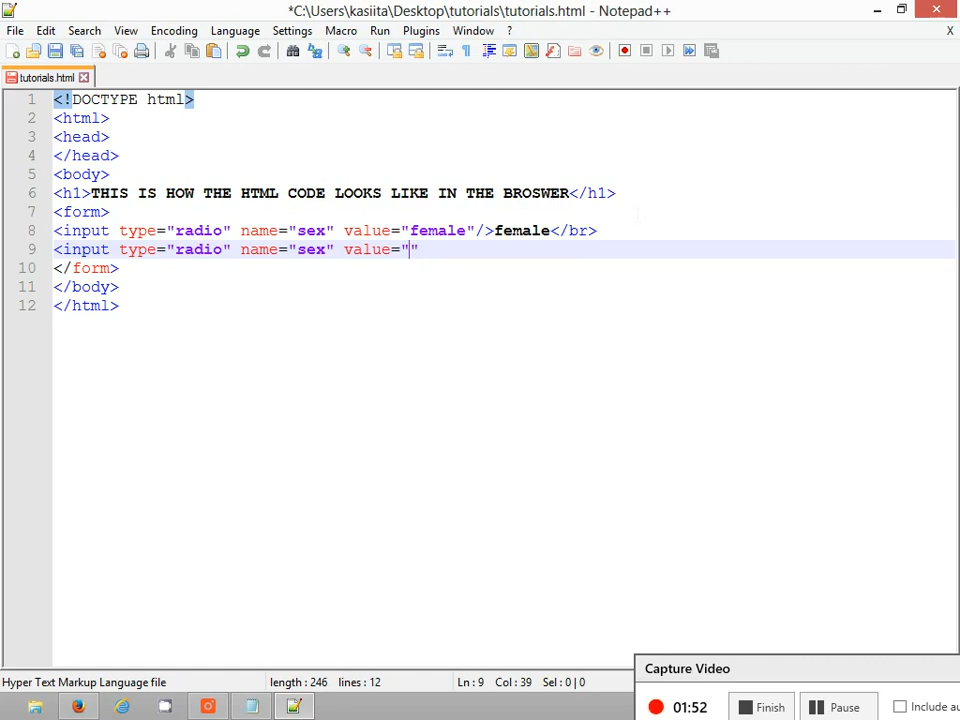 *C:\Users\kasiita\Desktop\tutorials\tutorials.html - Notepad++
File Edit Search View Encoding Language Settings Macro Run Plugins Window ? X
tutorials.html
1 <!DOCTYPE html>
2 <html>
3 <head>
4 </head>
5 <body>
6 <h1>THIS IS HOW THE HTML CODE LOOKS LIKE IN THE BROSWER</h1>
7 <form>
8 <input type="radio" name="sex" value="female"/>female</br>
9 <input type="radio" name="sex" value=""
10 </form>
11 </body>
12 </html>
Capture Video
Hyper Text Markup Language file length : 246 lines : 12 Ln : 9 Col : 39 Sel : 0 | 0
01:52 Finish Pause Include au